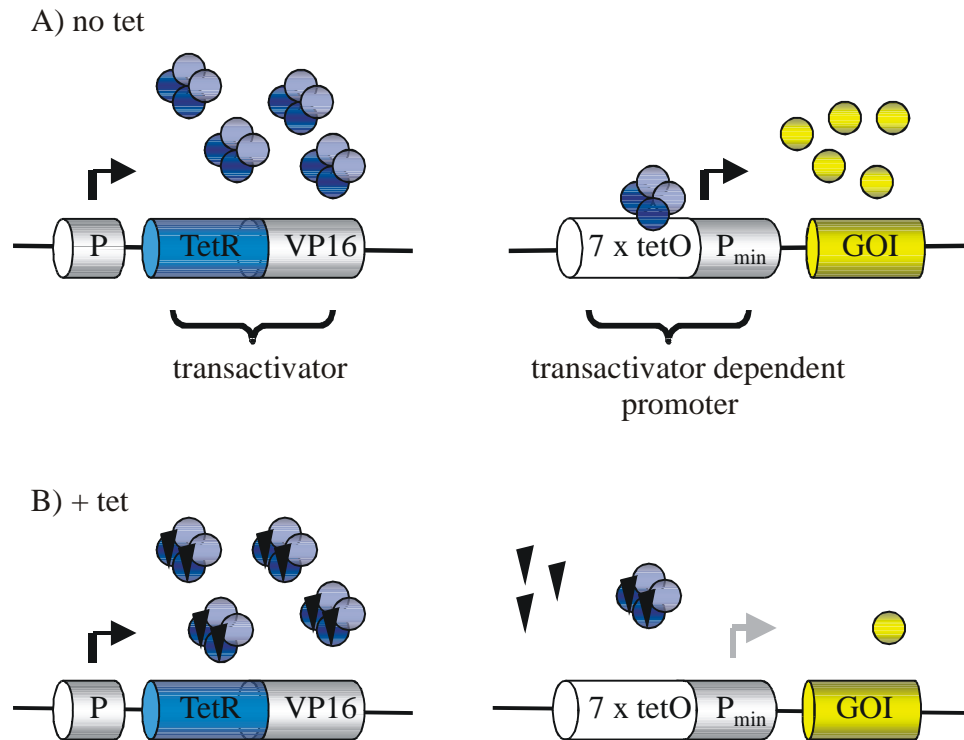 A) no tet
P TetR VP16 7 x tetO Pmin GOI
transactivator
transactivator dependent
promoter
B) + tet
P TetR VP16 7 x tetO Pmin GOI